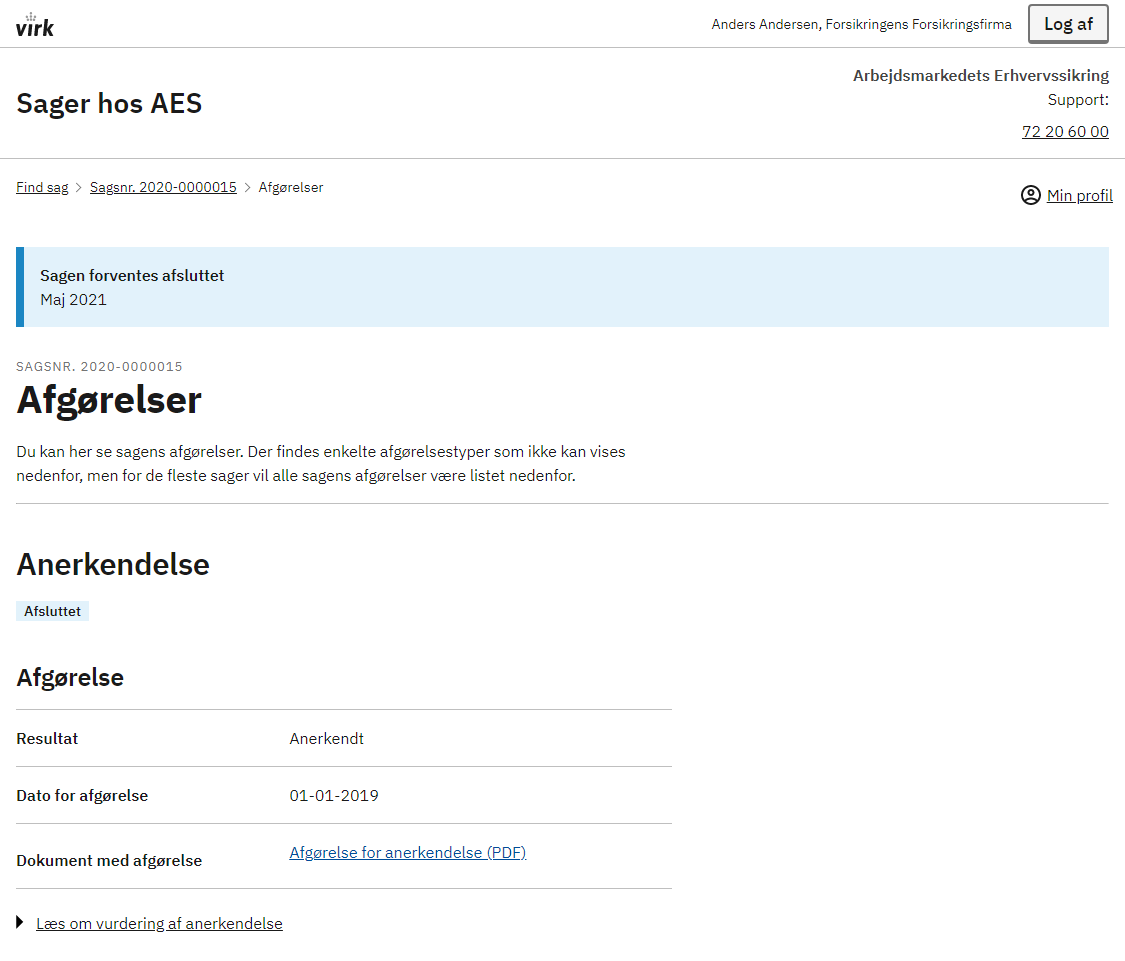 virk
Anders Andersen, Forsikringens Forsikringsfirma
Log af
Sager hos AES
Arbejdsmarkedets Erhvervssikring
Support:
72 20 60 00
Find sag > Sagsnr. 2020-0000015 > Afgørelser
Min profil
Sagen forventes afsluttet
Maj 2021
SAGSNR. 2020-0000015
Afgørelser
Du kan her se sagens afgørelser. Der findes enkelte afgørelsestyper som ikke kan vises
nedenfor, men for de fleste sager vil alle sagens afgørelser være listet nedenfor.
Anerkendelse
Afsluttet
Afgørelse
Resultat Anerkendt
Dato for afgørelse 01-01-2019
Dokument med afgørelse Afgørelse for anerkendelse (PDF)
Læs om vurdering af anerkendelse